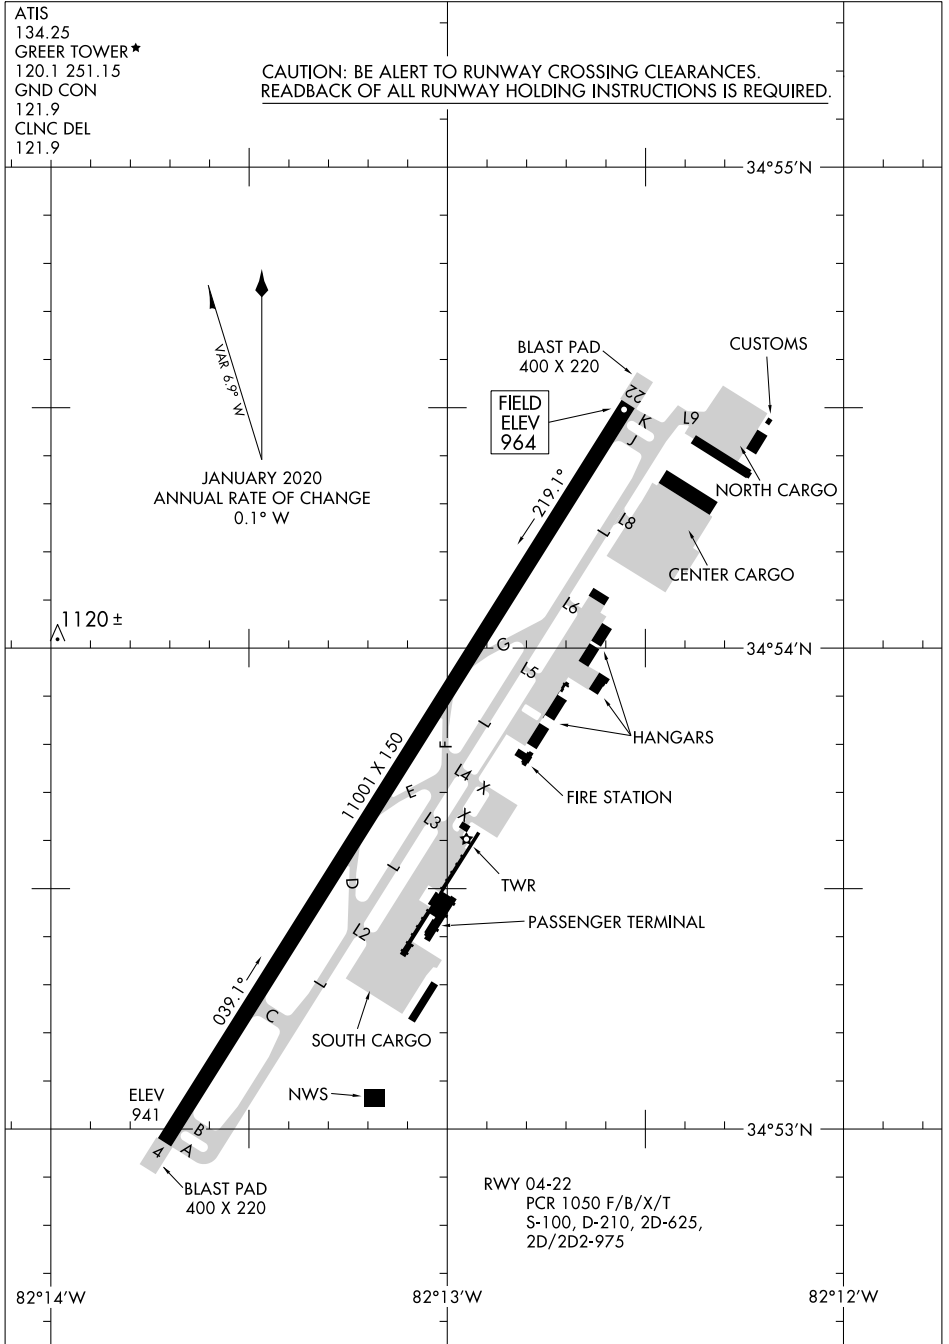 ATIS
134.25
GREER TOWER★
120.1 251.15
GND CON
121.9
CLNC DEL
121.9
CAUTION: BE ALERT TO RUNWAY CROSSING CLEARANCES.
READBACK OF ALL RUNWAY HOLDING INSTRUCTIONS IS REQUIRED.
34°55'N
VAR 6.9° W
JANUARY 2020
ANNUAL RATE OF CHANGE
0.1° W
BLAST PAD
400 X 220
CUSTOMS
22
FIELD
ELEV
964
K
J
L9
219.1°
NORTH CARGO
L
L8
CENTER CARGO
L6
1120 ±
G
34°54'N
L5
L
HANGARS
F
11001 X 150
L4
X
E
FIRE STATION
L3
X
L
TWR
D
PASSENGER TERMINAL
L2
L
039.1°
C
SOUTH CARGO
NWS
ELEV
941
B
A
4
34°53'N
BLAST PAD
400 X 220
RWY 04-22
PCR 1050 F/B/X/T
S-100, D-210, 2D-625,
2D/2D2-975
82°14'W
82°13'W
82°12'W